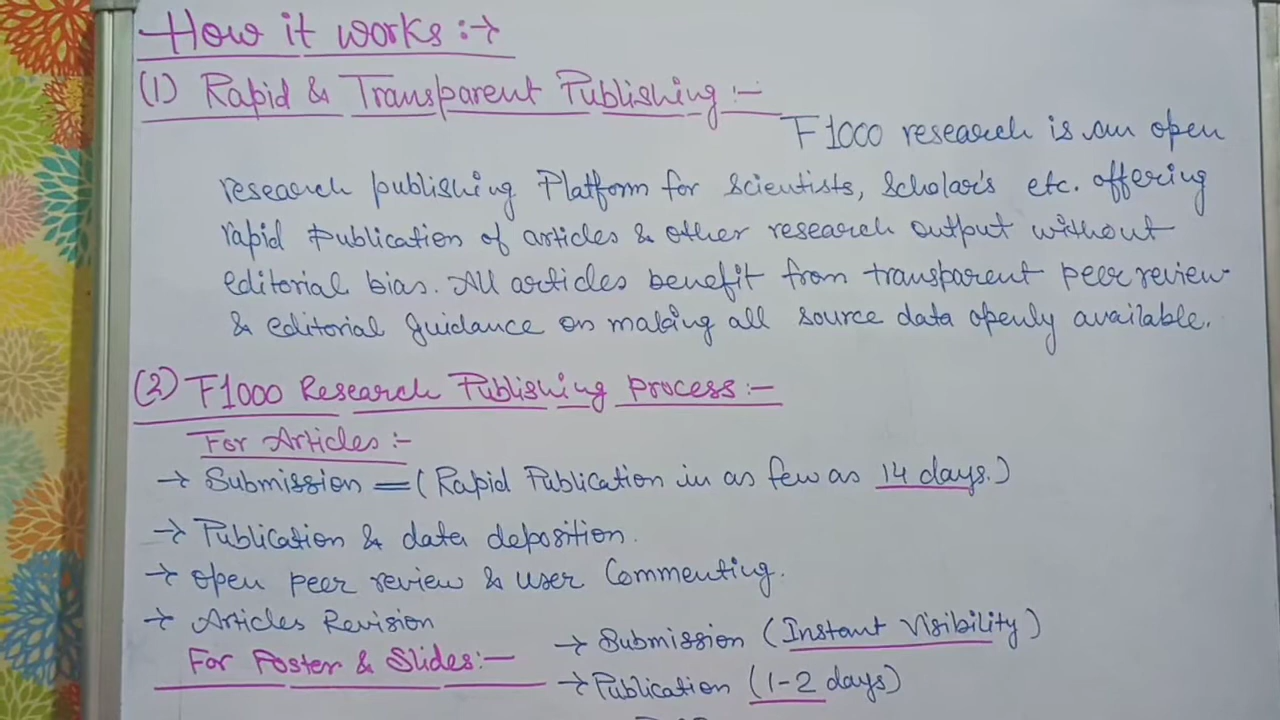 How it works :→
(1) Rapid & Transparent Publishing :-
F1000 research is an open
research publishing Platform for scientists, scholar's etc. offering
rapid publication of articles & other research output without
editorial bias. All articles benefit from transparent peer review
& editorial guidance on making all source data openly available.
(2) F1000 Research Publishing Process :-
For Articles :-
→ Submission = (Rapid Publication in as few as 14 days.)
→ Publication & data deposition.
→ open peer review & user Commenting.
→ Articles Revision
For Poster & Slides :-
→ Submission (Instant Visibility)
→ Publication (1-2 days)